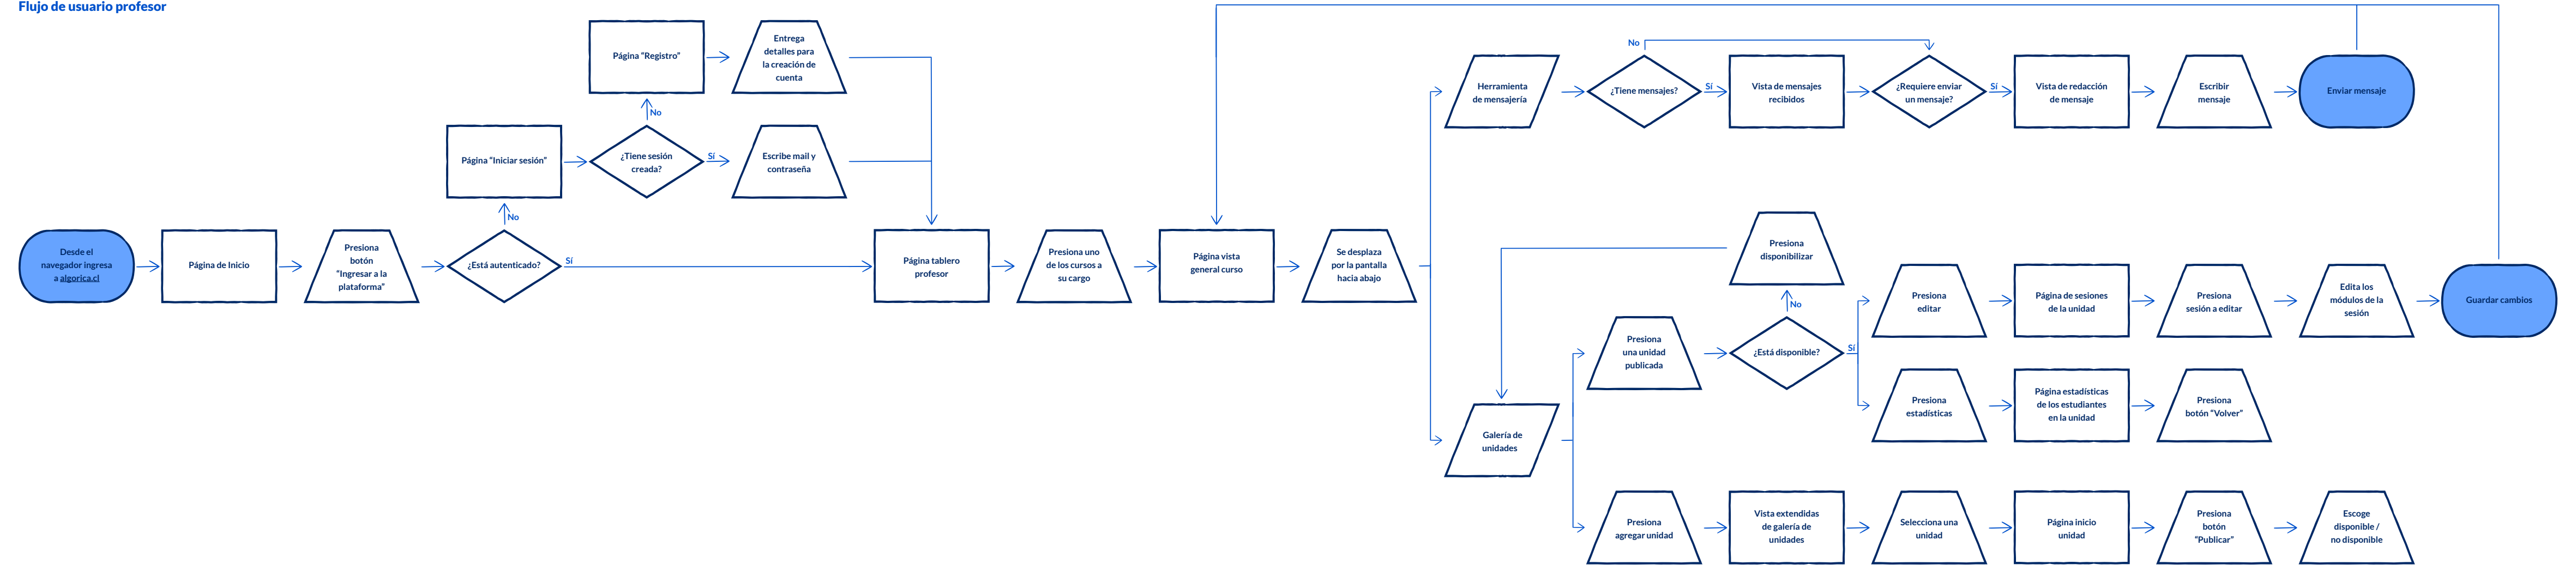 Flujo de usuario profesor
Página “Registro”
Entrega
detalles para
la creación de
cuenta
No
Página “Iniciar sesión”
¿Tiene sesión
creada?
Sí
Escribe mail y
contraseña
No
Desde el
navegador ingresa
a algorica.cl
Página de Inicio
Presiona
botón
“Ingresar a la
plataforma”
¿Está autenticado?
Sí
Página tablero
profesor
Presiona uno
de los cursos a
su cargo
Página vista
general curso
Se desplaza
por la pantalla
hacia abajo
Herramienta
de mensajería
No
¿Tiene mensajes?
Sí
Vista de mensajes
recibidos
¿Requiere enviar
un mensaje?
Sí
Vista de redacción
de mensaje
Escribir
mensaje
Enviar mensaje
Galería de
unidades
Presiona
disponibilizar
No
Presiona
una unidad
publicada
¿Está disponible?
Sí
Presiona
editar
Página de sesiones
de la unidad
Presiona
sesión a editar
Edita los
módulos de la
sesión
Guardar cambios
Presiona
estadísticas
Página estadísticas
de los estudiantes
en la unidad
Presiona
botón “Volver”
Presiona
agregar unidad
Vista extendidas
de galería de
unidades
Selecciona una
unidad
Página inicio
unidad
Presiona
botón
“Publicar”
Escoge
disponible /
no disponible